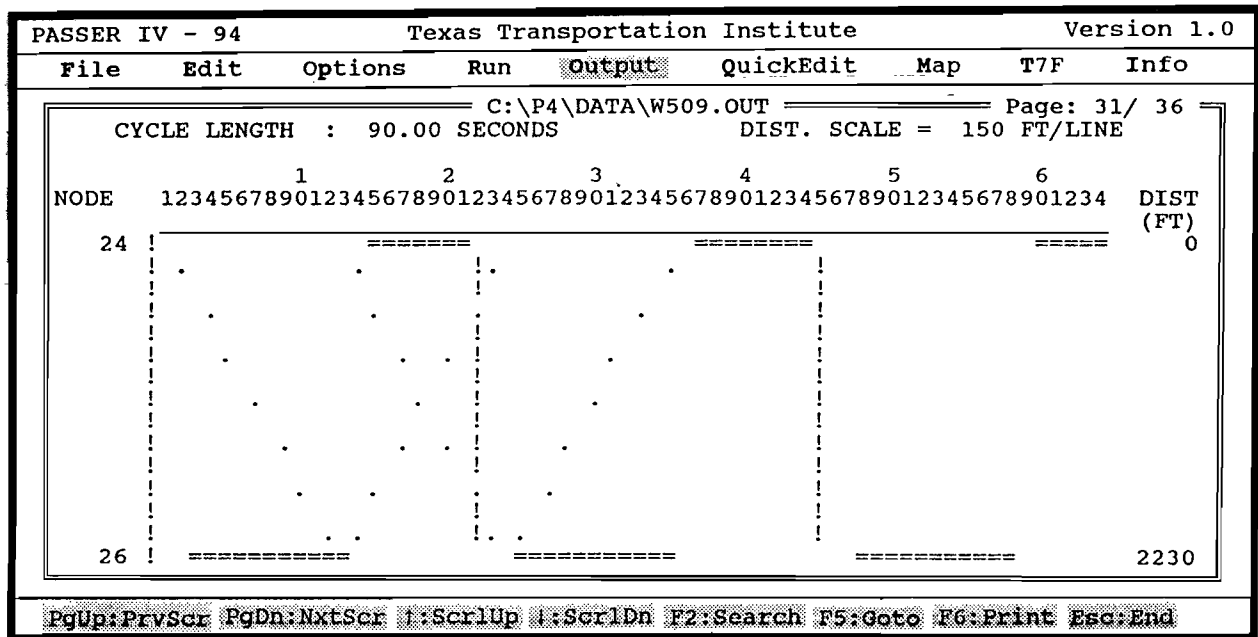 PASSER IV - 94 Texas Transportation Institute Version 1.0
File Edit Options Run Output QuickEdit Map T7F Info
C:\P4\DATA\W509.OUT Page: 31/ 36
CYCLE LENGTH : 90.00 SECONDS DIST. SCALE = 150 FT/LINE
1 2 3 4 5 6
NODE 1234567890123456789012345678901234567890123456789012345678901234 DIST
(FT)
24 ! ======= ======== ===== 0
26 ! =========== =========== =========== 2230
PgUp:PrvScr PgDn:NxtScr ↑:ScrlUp ↓:ScrlDn F2:Search F5:Goto F6:Print Esc:End